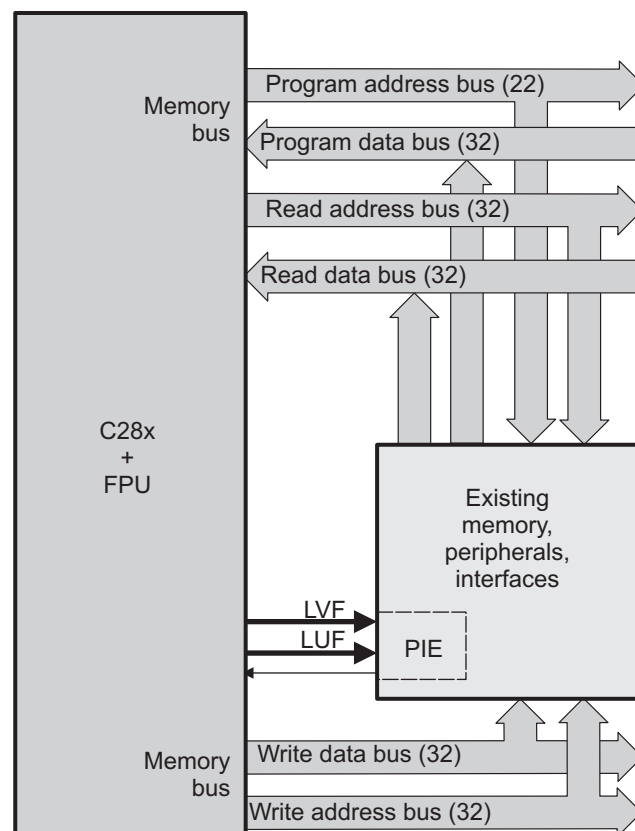 Program address bus (22)
Memory
bus
Program data bus (32)
Read address bus (32)
Read data bus (32)
C28x
+
FPU
Existing
memory,
peripherals,
interfaces
LVF
LUF
PIE
Memory
bus
Write data bus (32)
Write address bus (32)